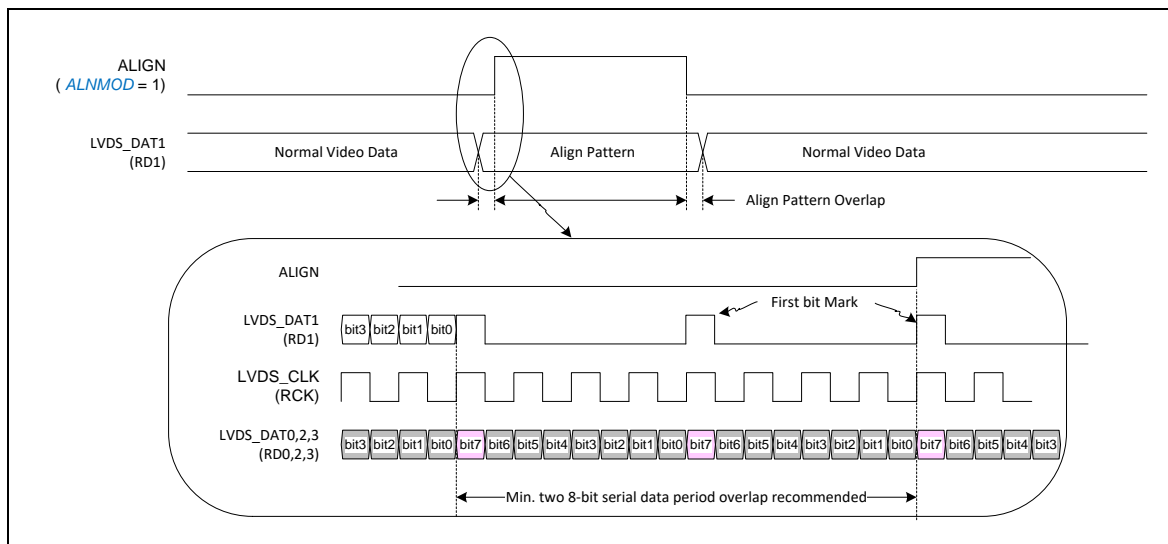 ALIGN
( ALNMOD = 1)
LVDS_DAT1
(RD1)
Normal Video Data
Align Pattern
Normal Video Data
Align Pattern Overlap
ALIGN
First bit Mark
LVDS_DAT1
(RD1)
bit3 bit2 bit1 bit0
LVDS_CLK
(RCK)
LVDS_DAT0,2,3
(RD0,2,3)
bit3 bit2 bit1 bit0 bit7 bit6 bit5 bit4 bit3 bit2 bit1 bit0 bit7 bit6 bit5 bit4 bit3 bit2 bit1 bit0 bit7 bit6 bit5 bit4 bit3
Min. two 8-bit serial data period overlap recommended